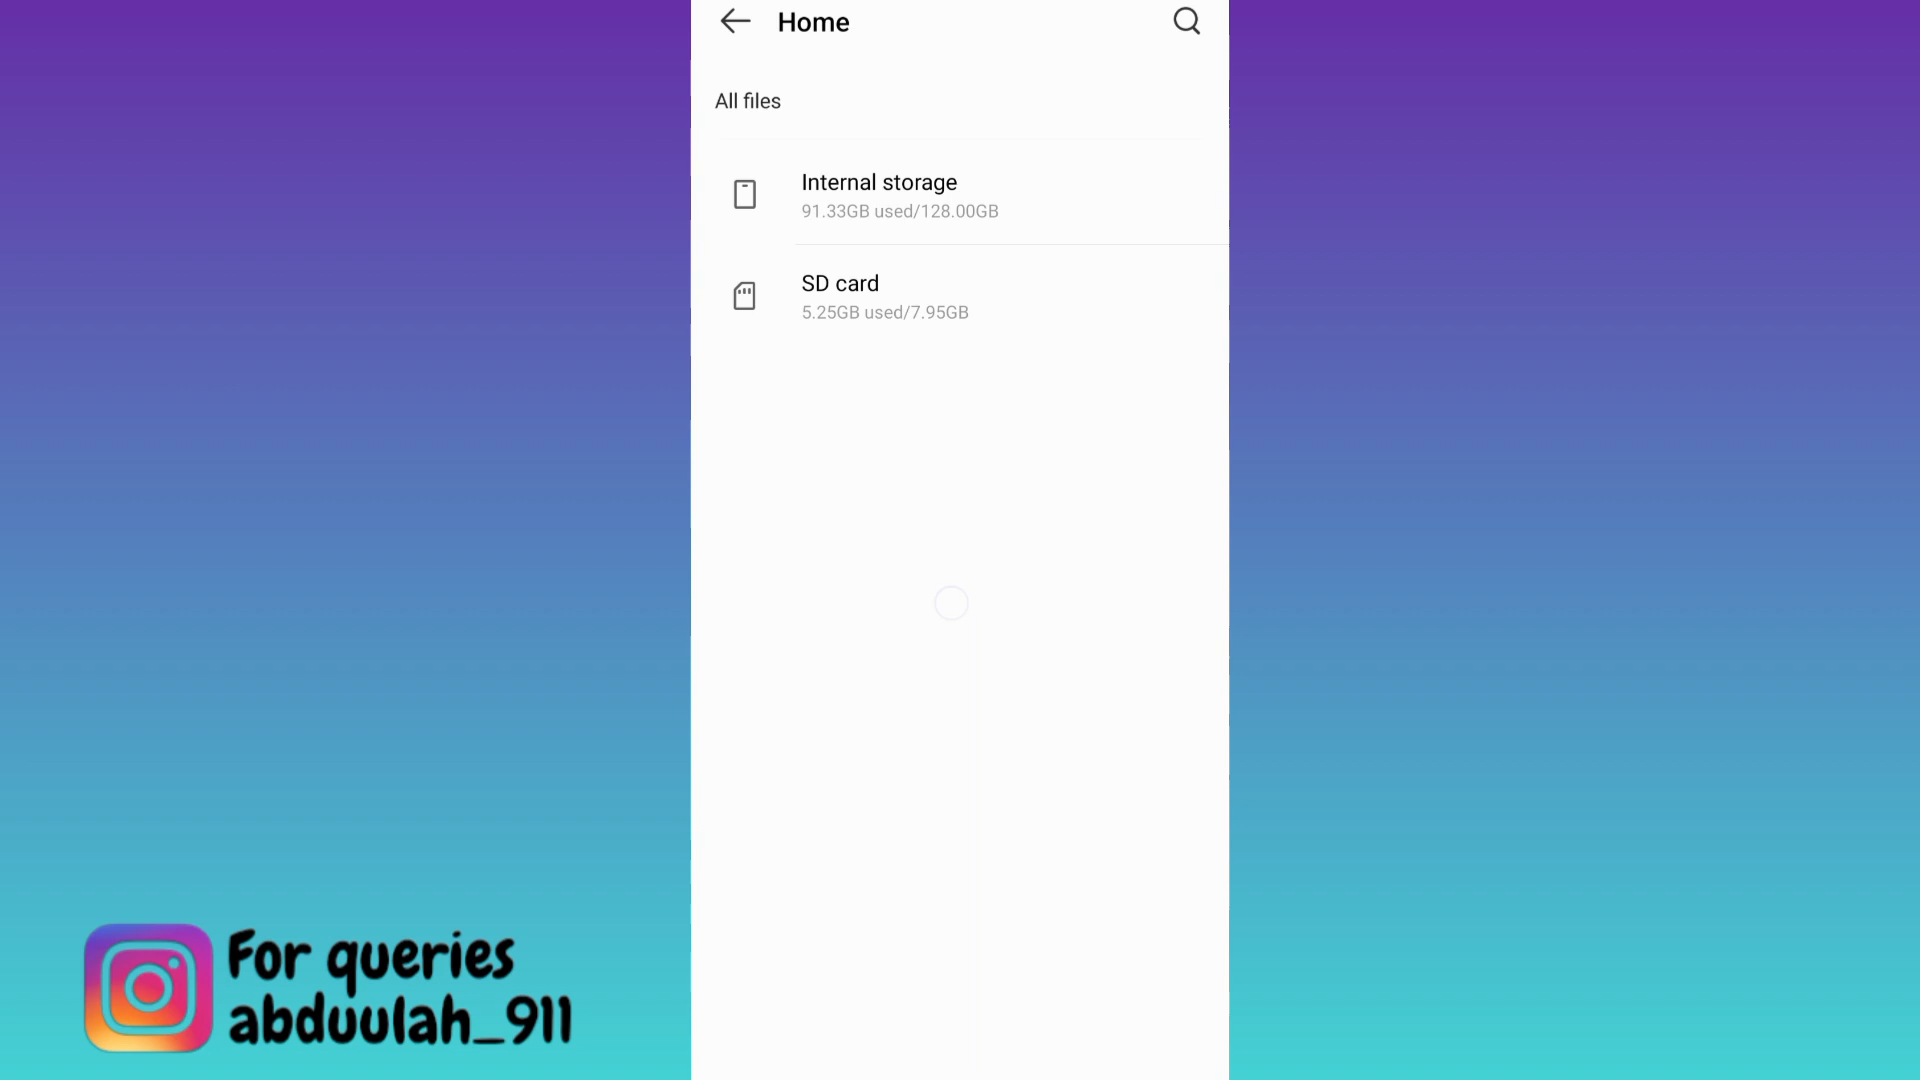 Home
All files
Internal storage
91.33GB used/128.00GB
SD card
5.25GB used/7.95GB
For queries
abduulah_911